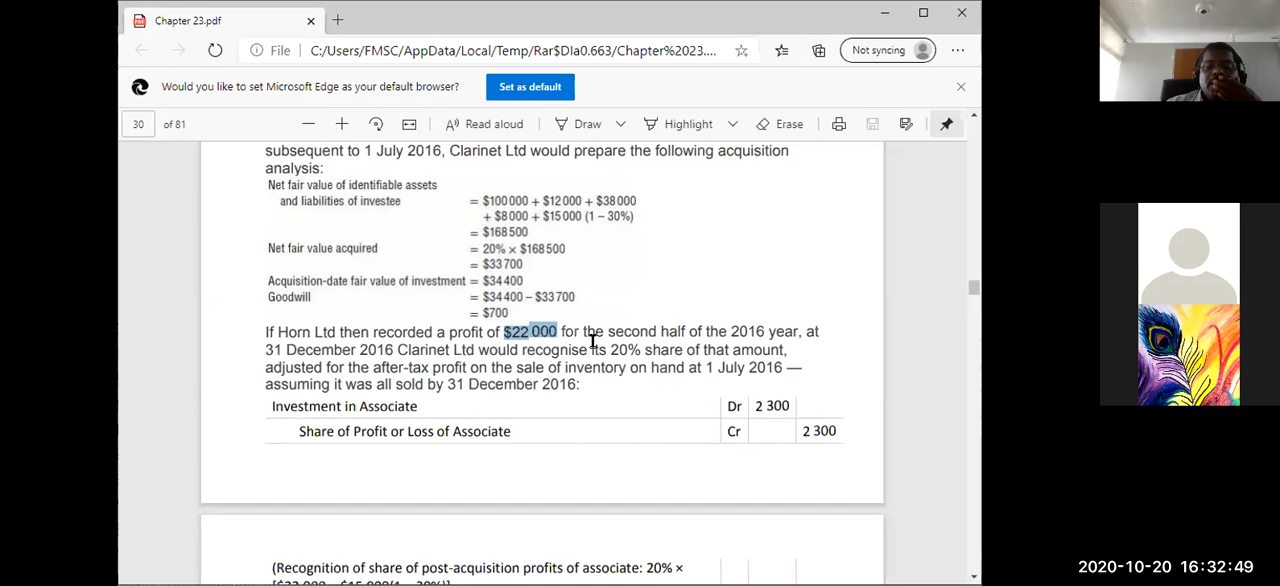 Chapter 23.pdf
File
C:/Users/FMSC/AppData/Local/Temp/Rar$DIa0.663/Chapter%2023....
Not syncing
Would you like to set Microsoft Edge as your default browser?
Set as default
30 of 81
Read aloud
Draw
Highlight
Erase
subsequent to 1 July 2016, Clarinet Ltd would prepare the following acquisition
analysis:
Net fair value of identifiable assets
and liabilities of investee = $100 000 + $12 000 + $38 000
+ $8 000 + $15 000 (1 – 30%)
= $168 500
Net fair value acquired = 20% × $168 500
= $33 700
Acquisition-date fair value of investment = $34 400
Goodwill = $34 400 – $33 700
= $700
If Horn Ltd then recorded a profit of $22 000 for the second half of the 2016 year, at
31 December 2016 Clarinet Ltd would recognise its 20% share of that amount,
adjusted for the after-tax profit on the sale of inventory on hand at 1 July 2016 —
assuming it was all sold by 31 December 2016:
Investment in Associate Dr 2 300
Share of Profit or Loss of Associate Cr 2 300
(Recognition of share of post-acquisition profits of associate: 20% ×
2020-10-20 16:32:49